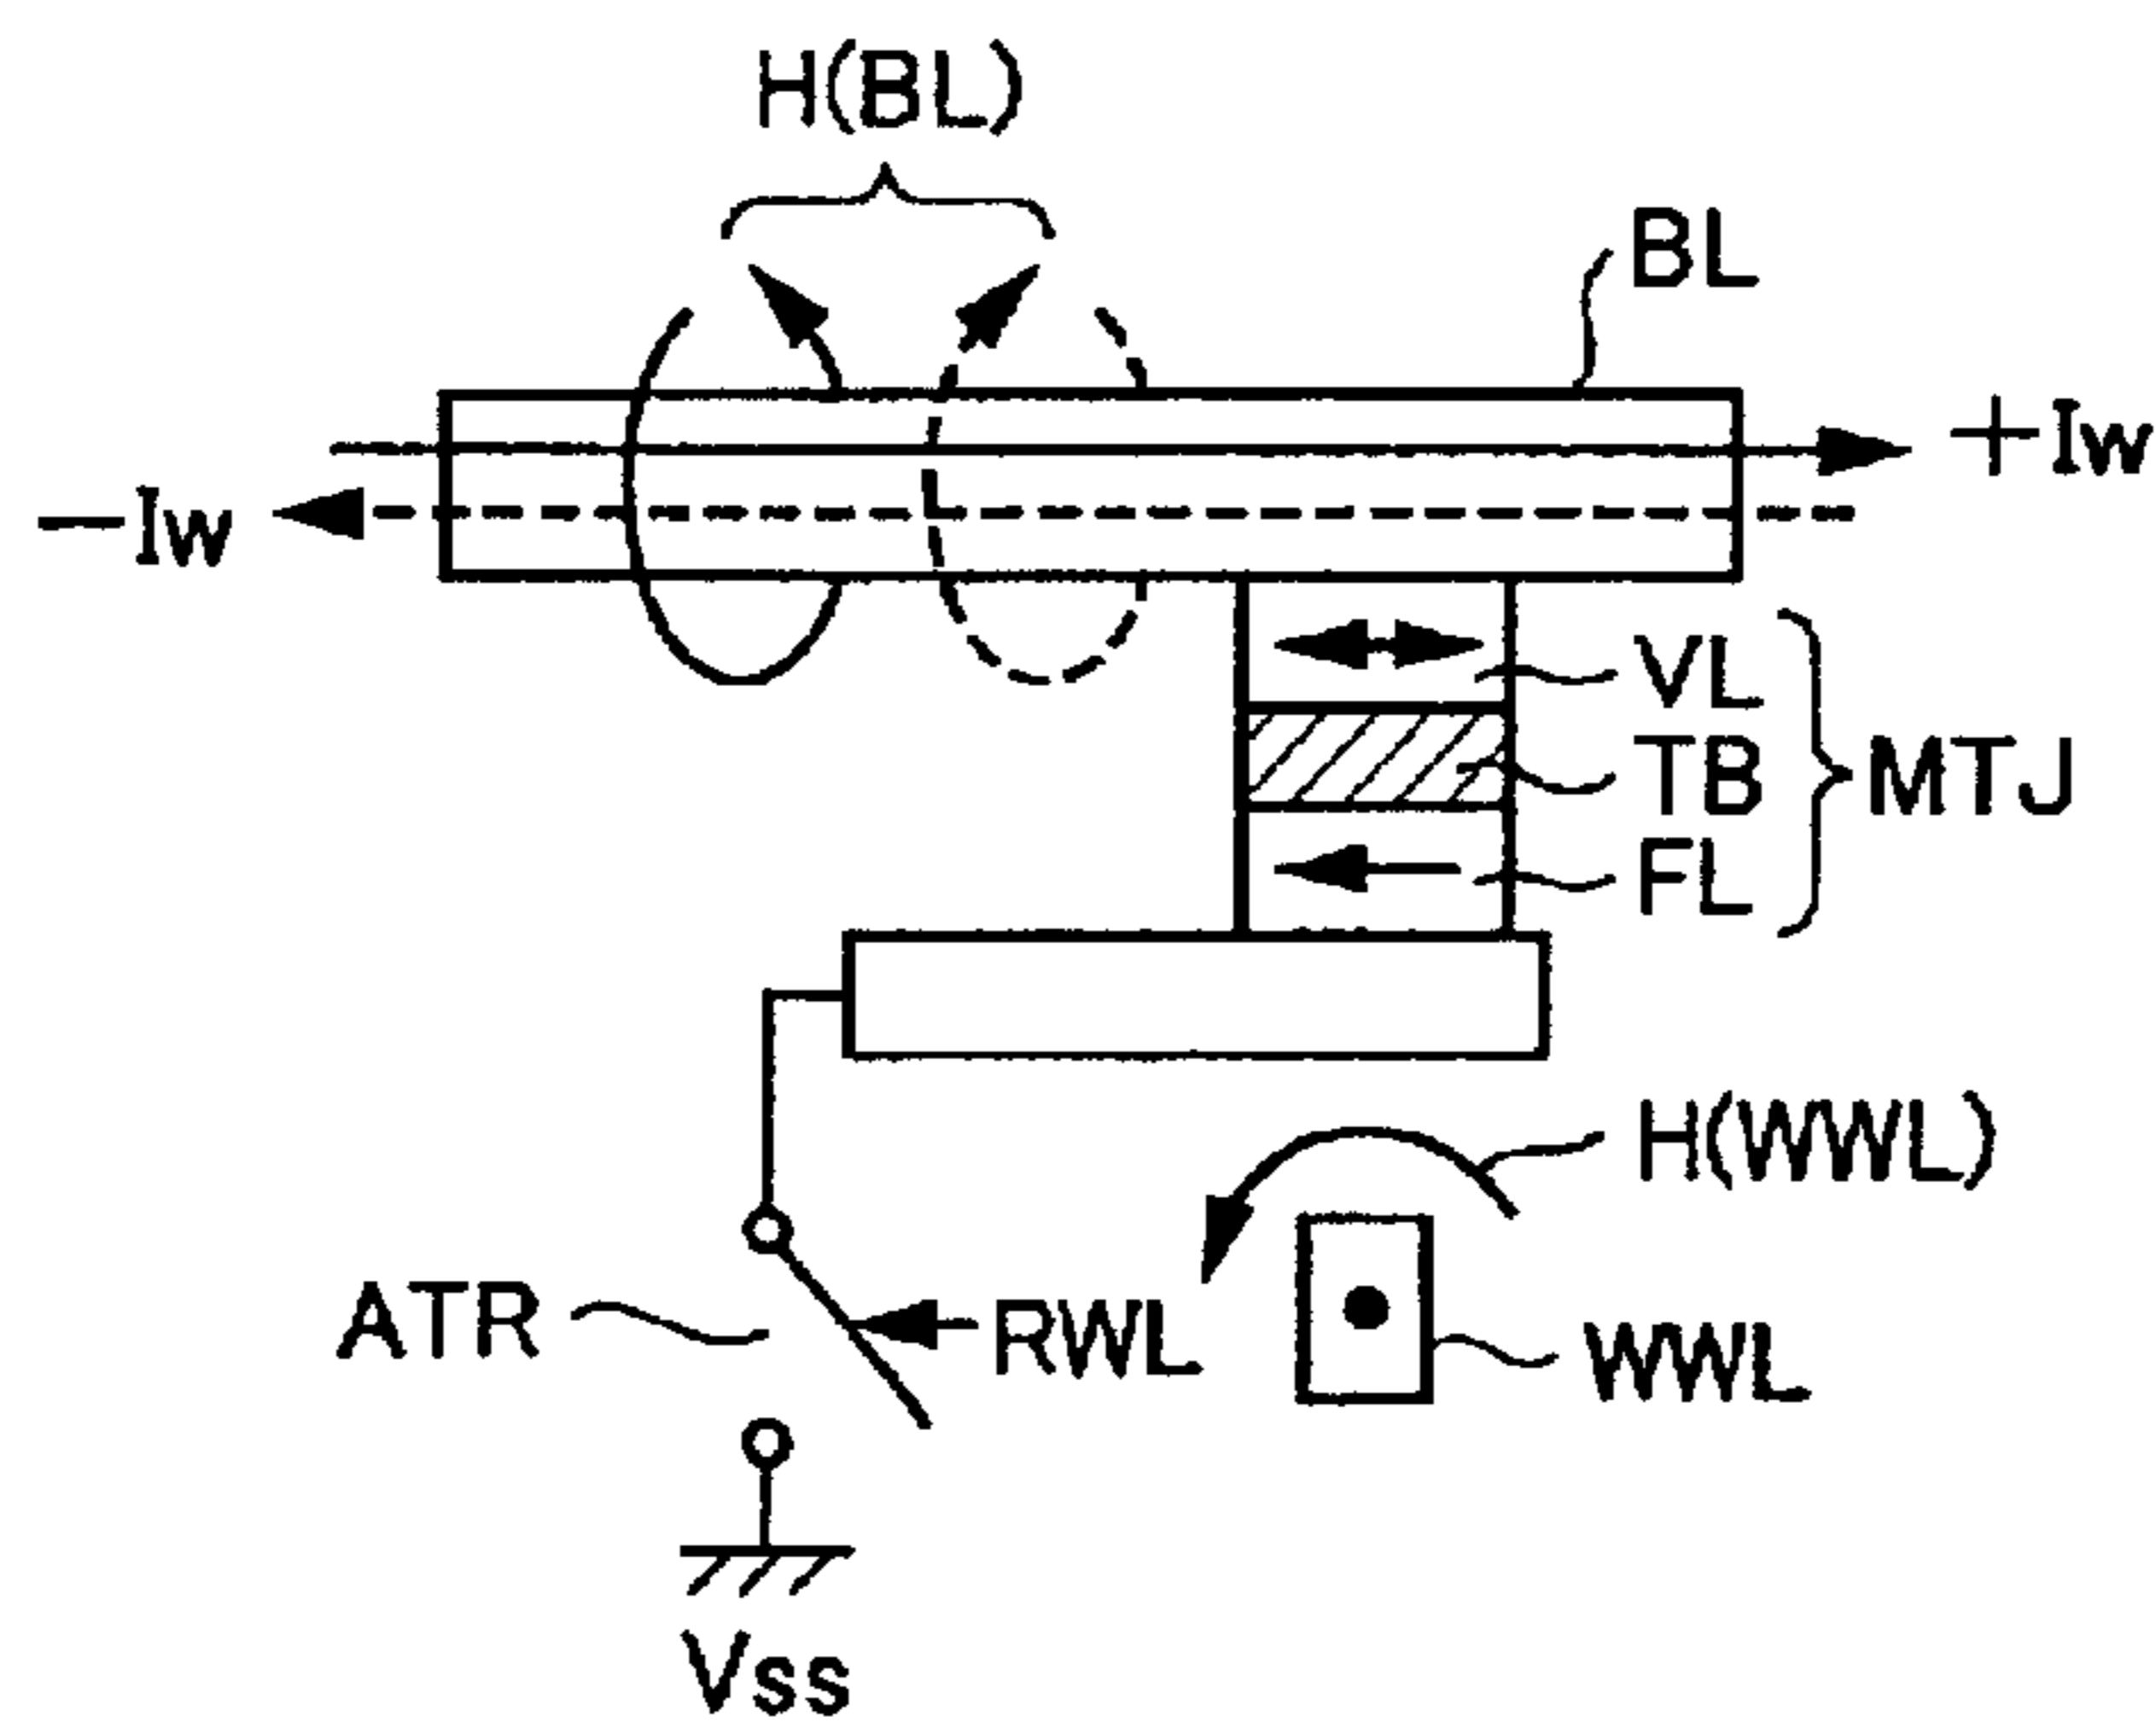 H(BL)
BL
+Iw
−Iw
VL
TB
MTJ
FL
H(WWL)
ATR
RWL
WWL
Vss